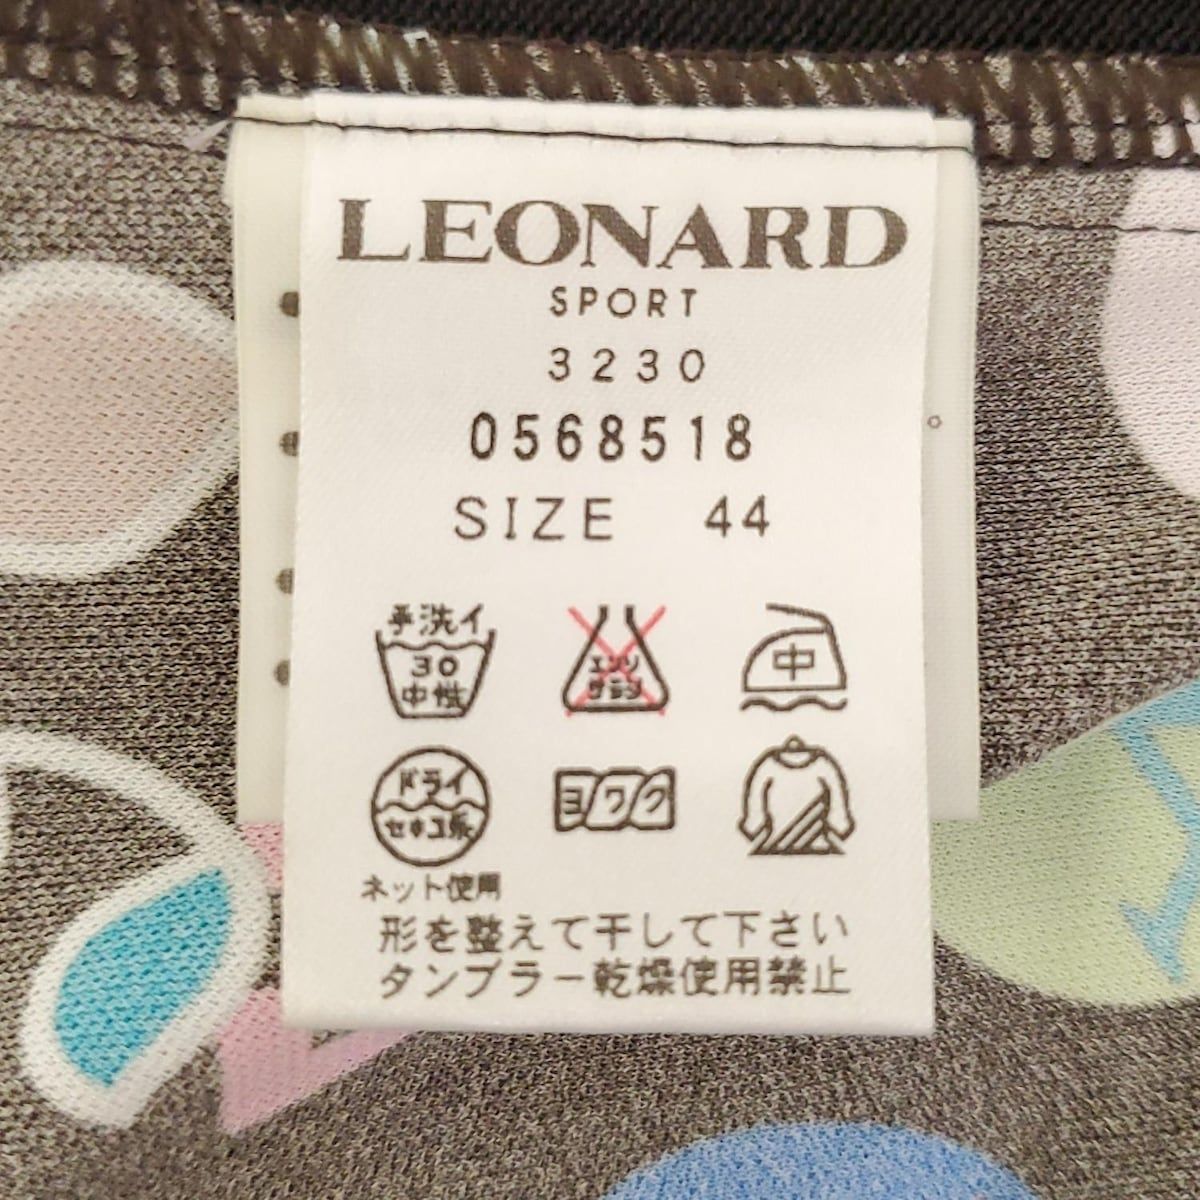 LEONARD
SPORT
3230
0568518
SIZE 44
手洗イ
30
中性
エンソ
サラシ
中
ドライ
セキユ系
ヨワク
ネット使用
形を整えて干して下さい
タンブラー乾燥使用禁止